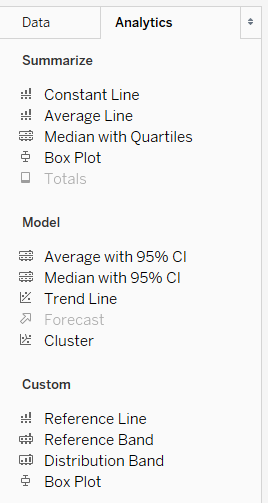 Data Analytics
Summarize
Constant Line
Average Line
Median with Quartiles
Box Plot
Totals
Model
Average with 95% CI
Median with 95% CI
Trend Line
Forecast
Cluster
Custom
Reference Line
Reference Band
Distribution Band
Box Plot